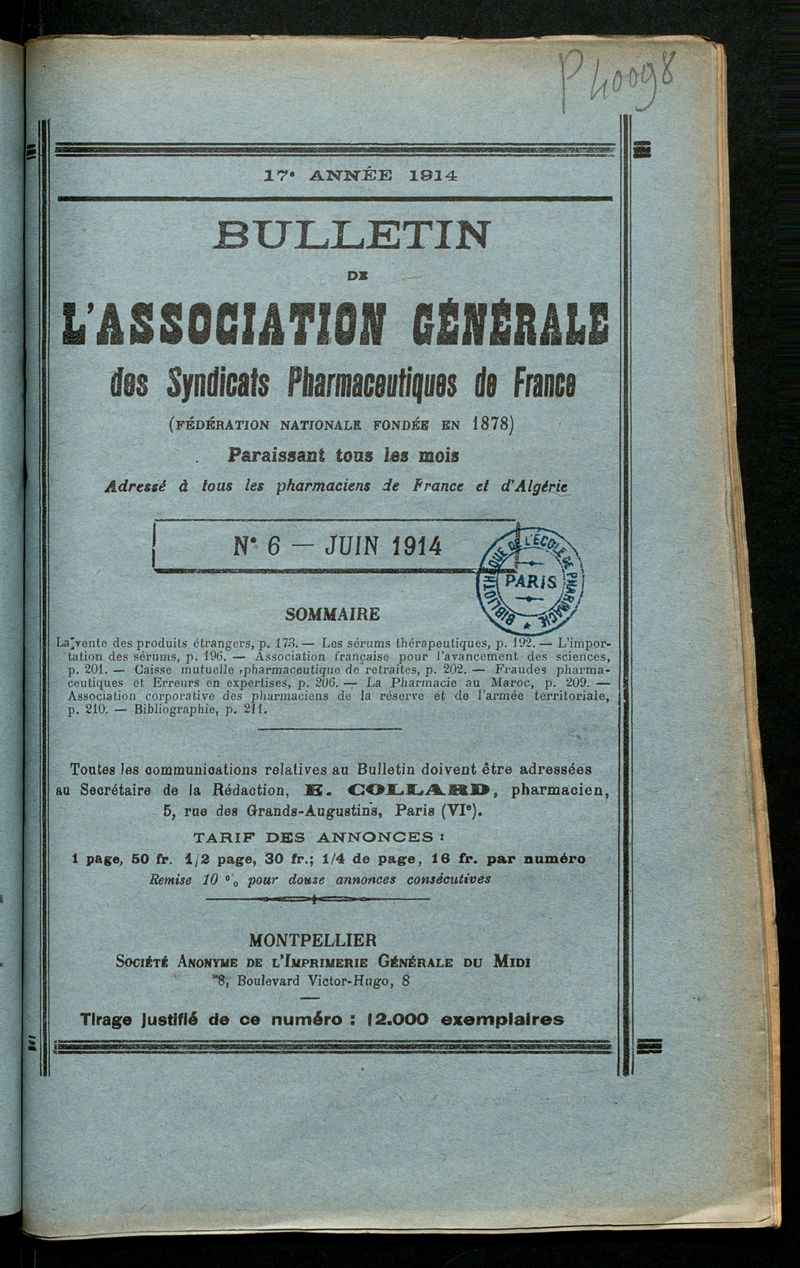 P 40098
17e ANNÉE 1914
BULLETIN
DE
L'ASSOCIATION GÉNÉRALE
des Syndicats Pharmaceutiques de France
(FÉDÉRATION NATIONALE FONDÉE EN 1878)
Paraissant tous les mois
Adressé à tous les pharmaciens de France et d'Algérie
N° 6 — JUIN 1914
BIBLIOTHÈQUE DE L'ÉCOLE DE PHARMACIE
PARIS
SOMMAIRE
La vente des produits étrangers, p. 173. — Les sérums thérapeutiques, p. 192. — L'impor-
tation des sérums, p. 196. — Association française pour l'avancement des sciences,
p. 201. — Caisse mutuelle pharmaceutique de retraites, p. 202. — Fraudes pharma-
ceutiques et Erreurs en expertises, p. 206. — La Pharmacie au Maroc, p. 209. —
Association corporative des pharmaciens de la réserve et de l'armée territoriale,
p. 210. — Bibliographie, p. 211.
Toutes les communications relatives au Bulletin doivent être adressées
au Secrétaire de la Rédaction, E. COLLARD, pharmacien,
5, rue des Grands-Augustins, Paris (VIe).
TARIF DES ANNONCES :
1 page, 50 fr. 1/2 page, 30 fr.; 1/4 de page, 16 fr. par numéro
Remise 10 % pour douze annonces consécutives
MONTPELLIER
SOCIÉTÉ ANONYME DE L'IMPRIMERIE GÉNÉRALE DU MIDI
8, Boulevard Victor-Hugo, 8
Tirage justifié de ce numéro : 12.000 exemplaires